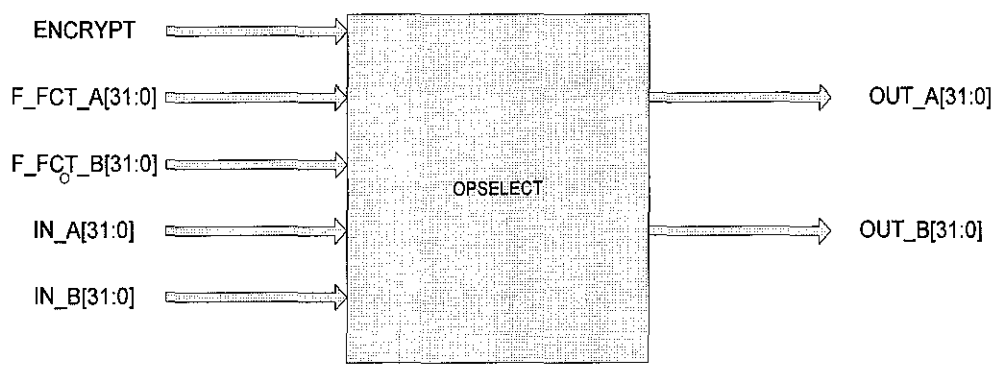 ENCRYPT
F_FCT_A[31:0]
OUT_A[31:0]
F_FCT_B[31:0]
OPSELECT
IN_A[31:0]
OUT_B[31:0]
IN_B[31:0]